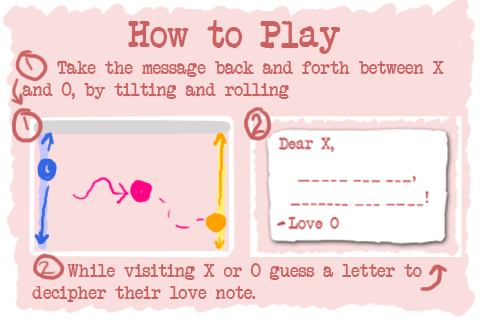 How to Play
1 Take the message back and forth between X
and O, by tilting and rolling
1
2
Dear X,
______ ___ ___,
_______ ___ ____!
-Love O
2 While visiting X or O guess a letter to
decipher their love note.